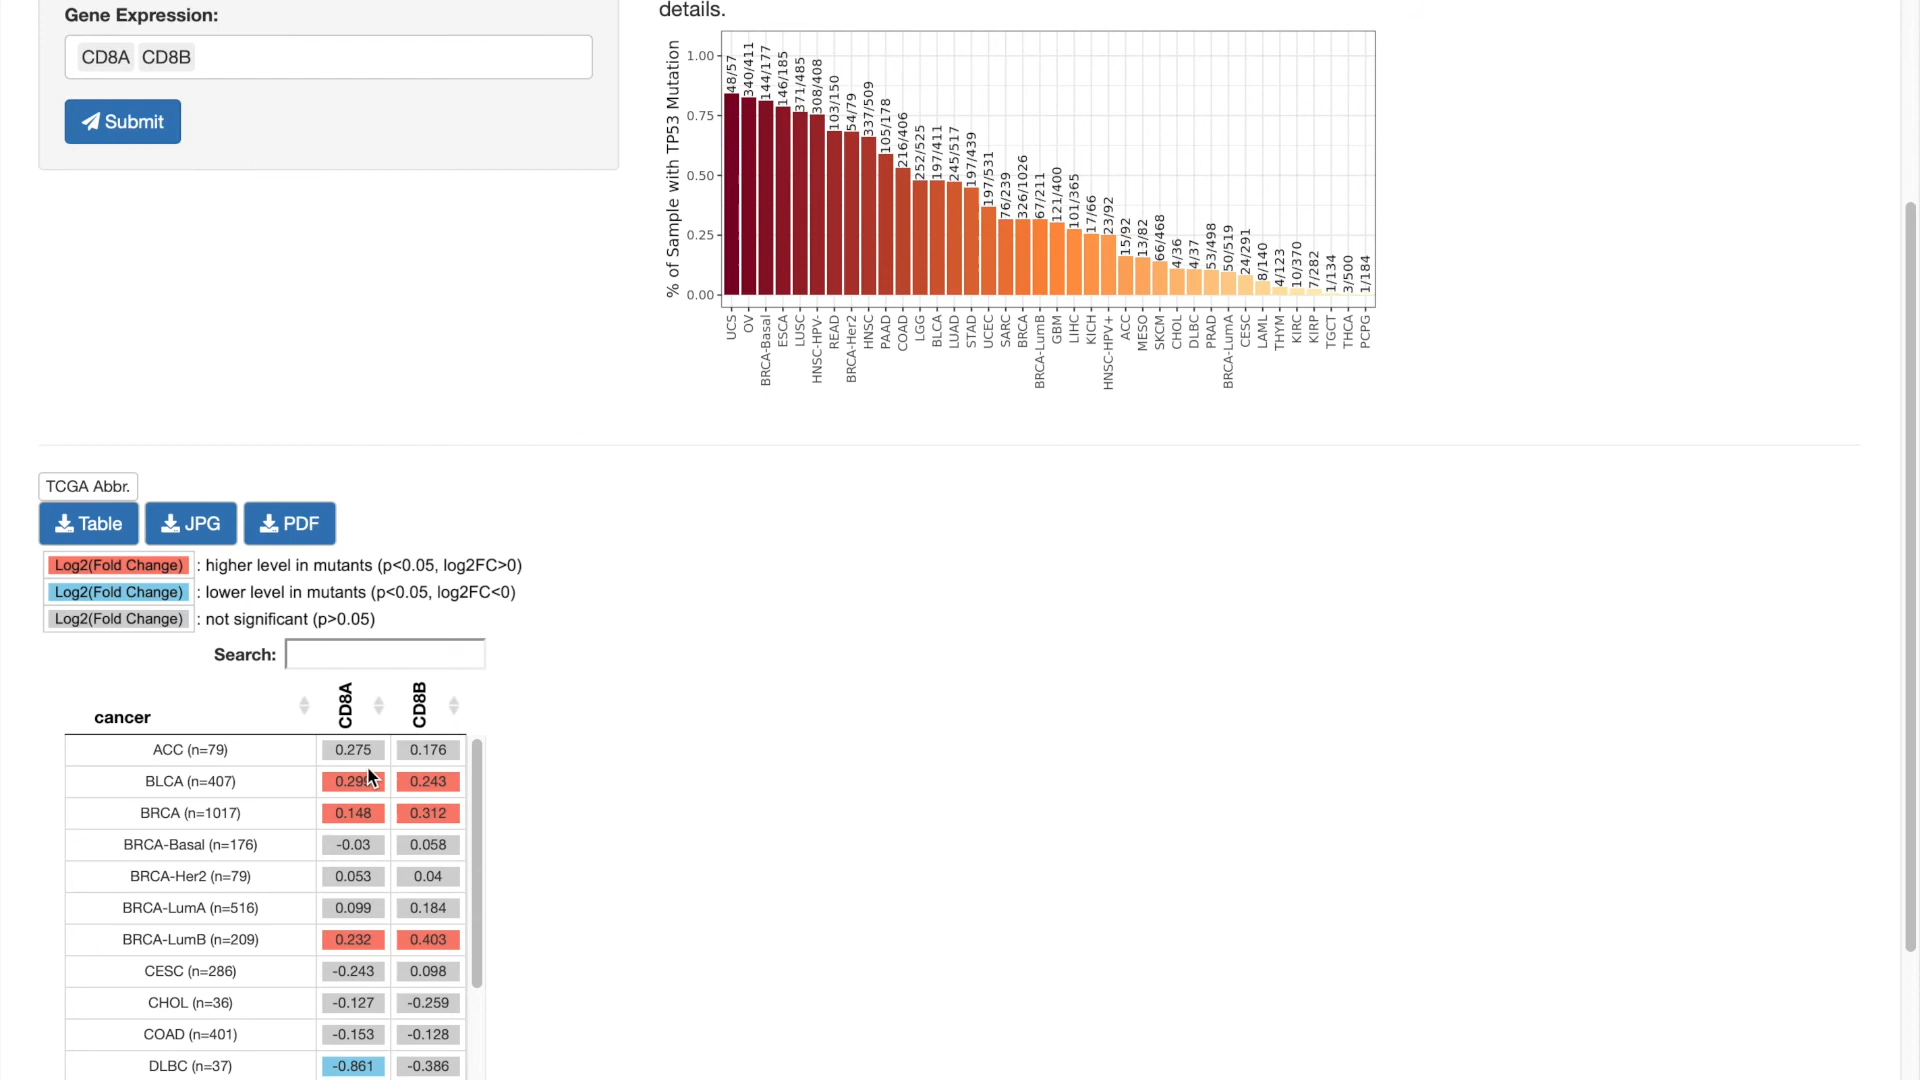 Gene Expression:
CD8A CD8B
Submit
details.
% of Sample with TP53 Mutation
1.00
0.75
0.50
0.25
0.00
48/57
340/411
144/177
146/185
371/485
308/408
103/150
54/79
337/509
105/178
216/406
252/525
197/411
245/517
197/439
197/531
76/239
326/1026
67/211
121/400
101/365
17/66
23/92
15/92
13/82
66/468
4/36
4/37
53/498
50/519
24/291
8/140
4/123
10/370
7/282
1/134
3/500
1/184
UCS
OV
BRCA-Basal
ESCA
LUSC
HNSC-HPV-
READ
BRCA-Her2
HNSC
PAAD
COAD
LGG
BLCA
LUAD
STAD
UCEC
SARC
BRCA
BRCA-LumB
GBM
LIHC
KICH
HNSC-HPV+
ACC
MESO
SKCM
CHOL
DLBC
PRAD
BRCA-LumA
CESC
LAML
THYM
KIRC
KIRP
TGCT
THCA
PCPG
TCGA Abbr.
Table JPG PDF
Log2(Fold Change) : higher level in mutants (p<0.05, log2FC>0)
Log2(Fold Change) : lower level in mutants (p<0.05, log2FC<0)
Log2(Fold Change) : not significant (p>0.05)
Search:
cancer CD8A CD8B
ACC (n=79) 0.275 0.176
BLCA (n=407) 0.243
BRCA (n=1017) 0.148 0.312
BRCA-Basal (n=176) -0.03 0.058
BRCA-Her2 (n=79) 0.053 0.04
BRCA-LumA (n=516) 0.099 0.184
BRCA-LumB (n=209) 0.232 0.403
CESC (n=286) -0.243 0.098
CHOL (n=36) -0.127 -0.259
COAD (n=401) -0.153 -0.128
DLBC (n=37) -0.861 -0.386